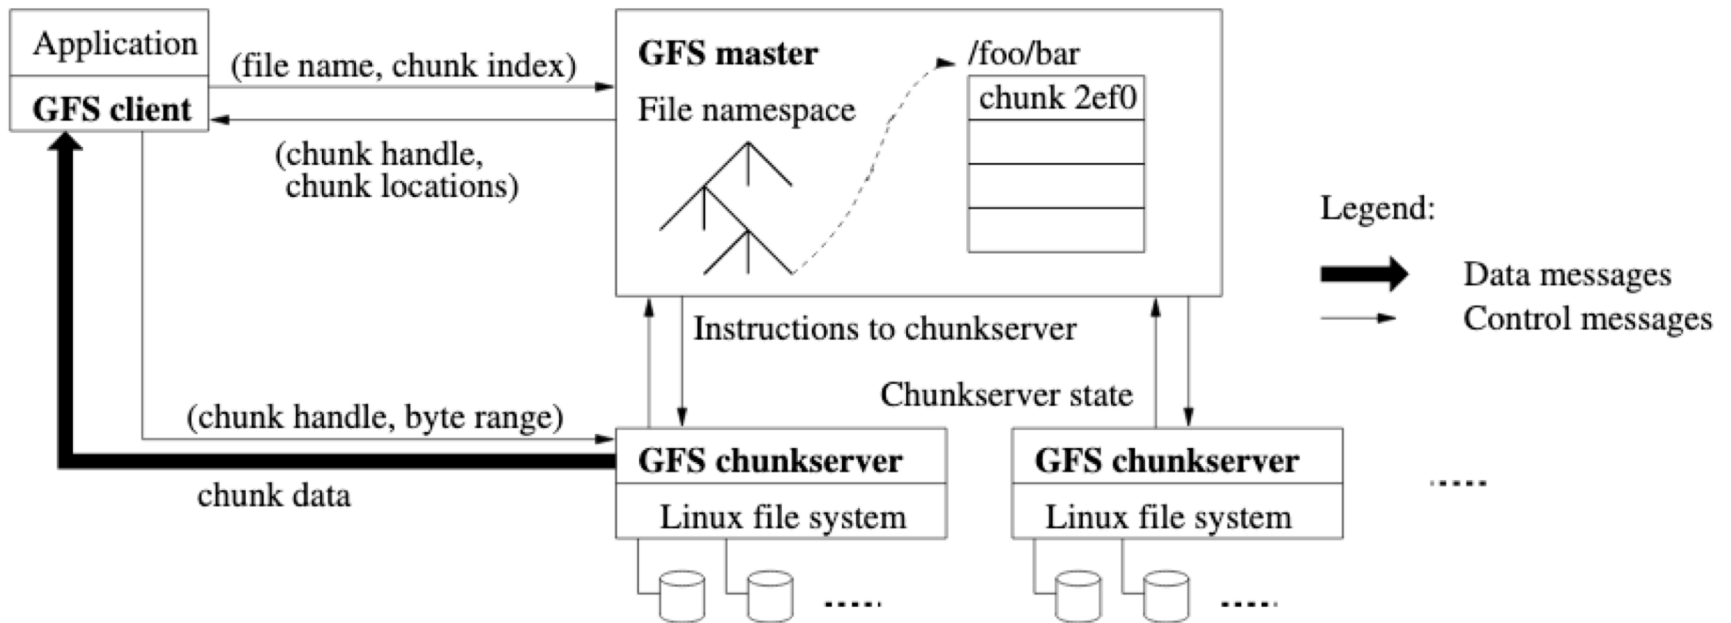 Application
GFS client
(file name, chunk index)
(chunk handle,
chunk locations)
GFS master
File namespace
/foo/bar
chunk 2ef0
Legend:
Data messages
Control messages
Instructions to chunkserver
Chunkserver state
(chunk handle, byte range)
chunk data
GFS chunkserver
Linux file system
GFS chunkserver
Linux file system